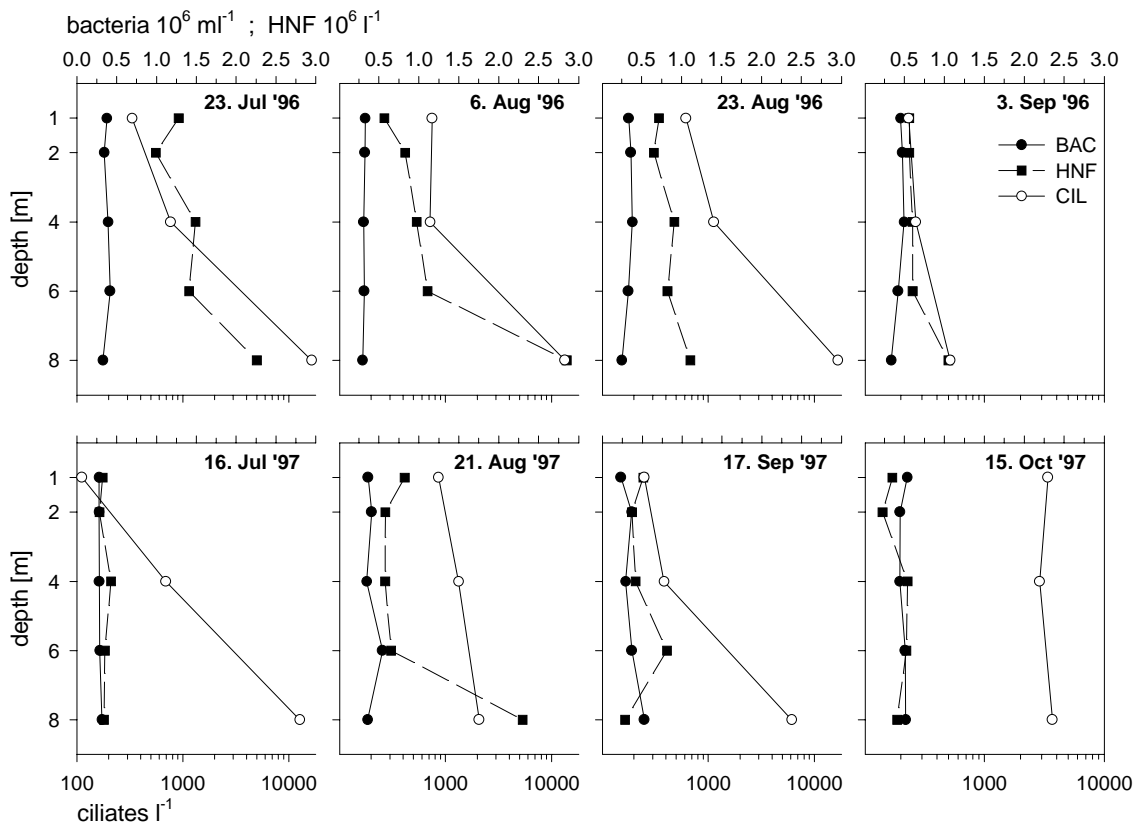 bacteria 10⁶ ml⁻¹ ; HNF 10⁶ l⁻¹
0.0 0.5 1.0 1.5 2.0 2.5 3.0 0.5 1.0 1.5 2.0 2.5 3.0 0.5 1.0 1.5 2.0 2.5 3.0 0.5 1.0 1.5 2.0 2.5 3.0
23. Jul '96 6. Aug '96 23. Aug '96 3. Sep '96
1
2
4
6
8
depth [m]
BAC
HNF
CIL
16. Jul '97 21. Aug '97 17. Sep '97 15. Oct '97
1
2
4
6
8
depth [m]
100 1000 10000 1000 10000 1000 10000 1000 10000
ciliates l⁻¹